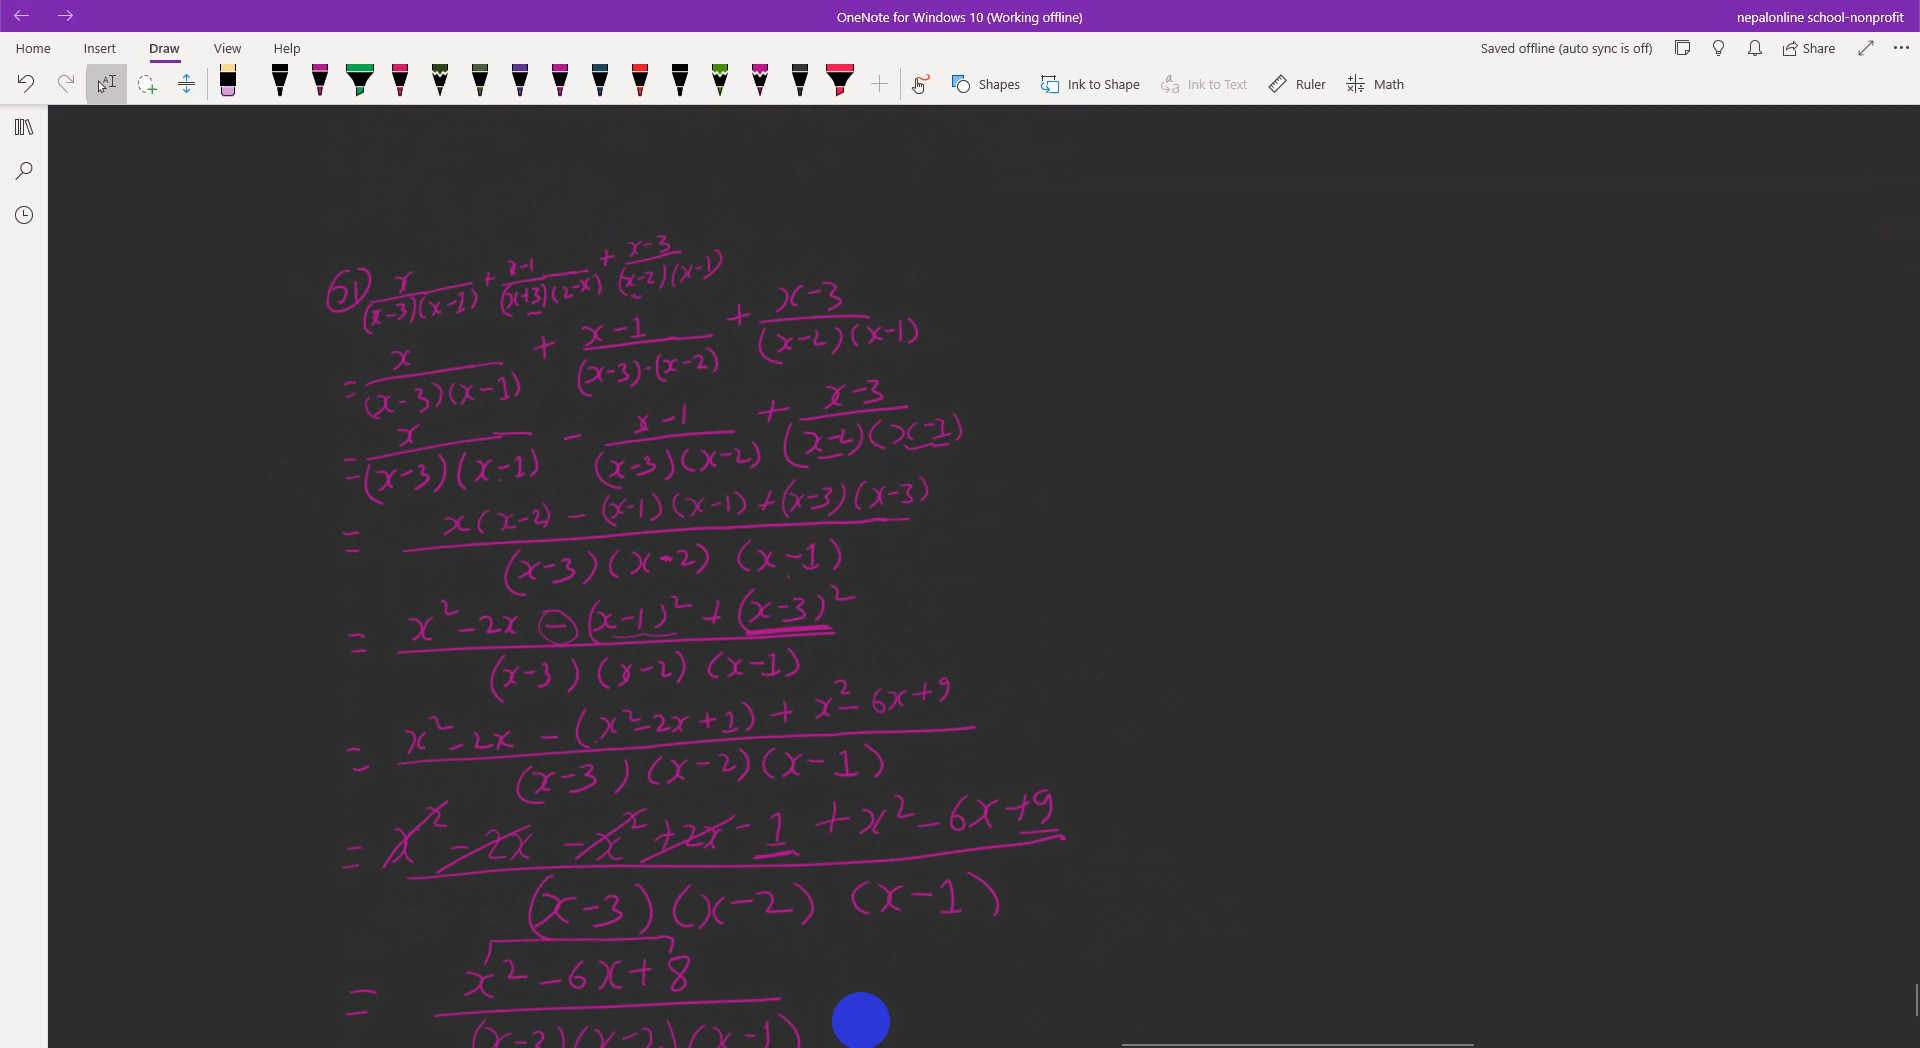 OneNote for Windows 10 (Working offline)
nepalonline school-nonprofit
Home Insert Draw View Help
Saved offline (auto sync is off) Share
Shapes Ink to Shape Ink to Text Ruler Math
x/((x-3)(x-1)) + (x-1)/((x+3)(2-x)) + (x-3)/((x-2)(x-1))
= x/((x-3)(x-1)) + (x-1)/((x-3)·-(x-2)) + (x-3)/((x-2)(x-1))
= x/((x-3)(x-1)) - (x-1)/((x-3)(x-2)) + (x-3)/((x-2)(x-1))
= (x(x-2) - (x-1)(x-1) + (x-3)(x-3))/((x-3)(x-2)(x-1))
= (x² - 2x - (x-1)² + (x-3)²)/((x-3)(x-2)(x-1))
= (x² - 2x - (x² - 2x + 1) + x² - 6x + 9)/((x-3)(x-2)(x-1))
= (x² - 2x - x² + 2x - 1 + x² - 6x + 9)/((x-3)(x-2)(x-1))
= (x² - 6x + 8)/((x-3)(x-2)(x-1))